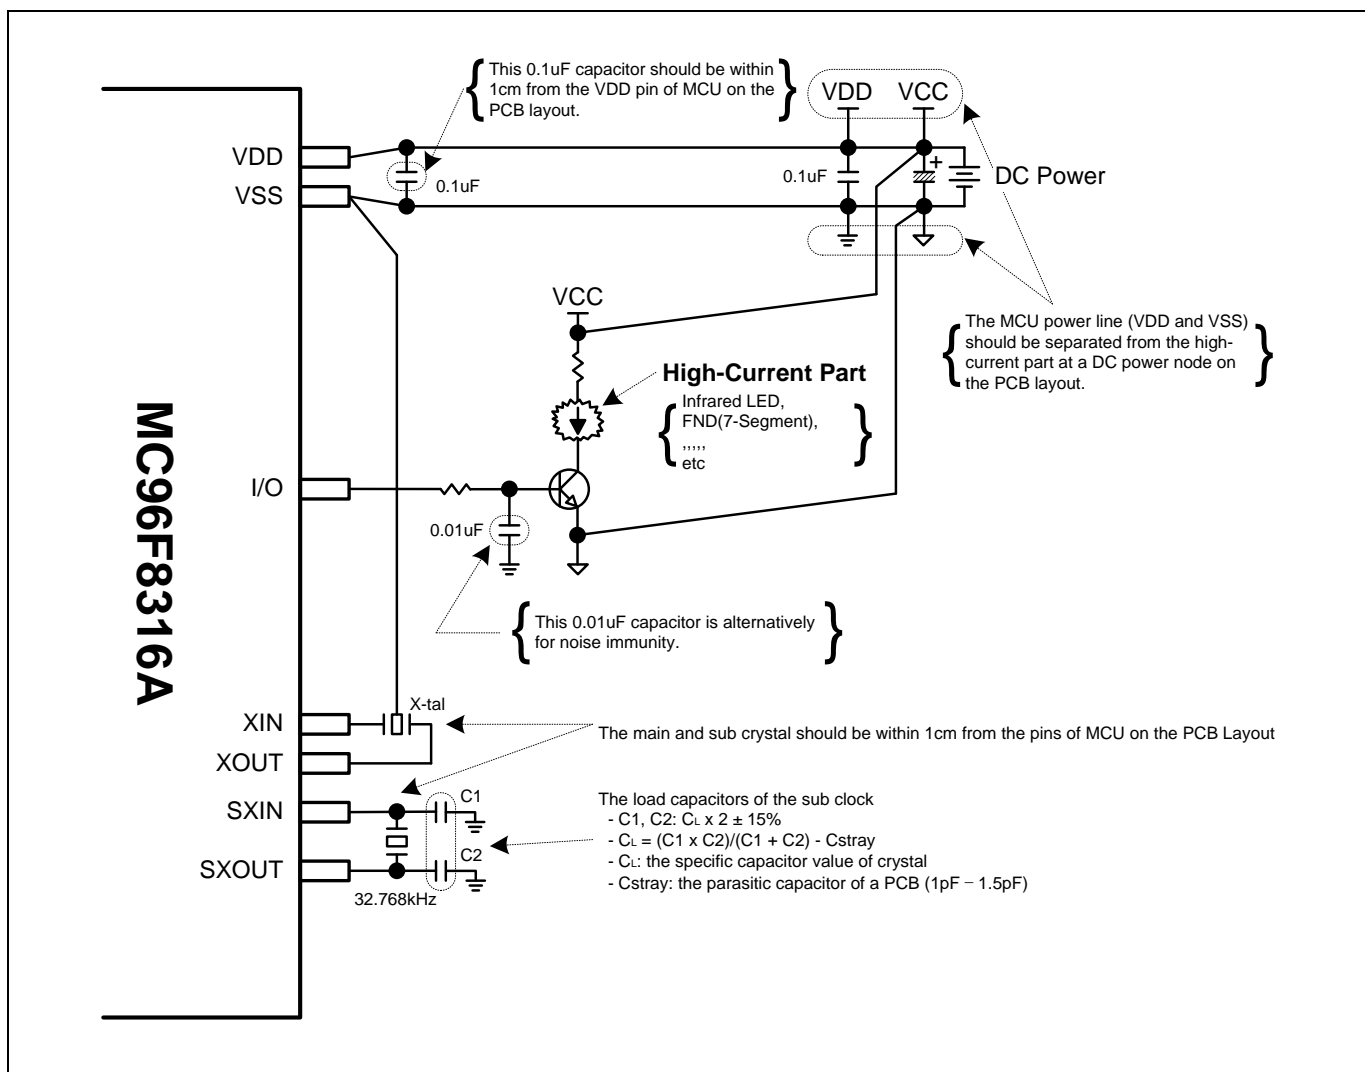 This 0.1uF capacitor should be within
1cm from the VDD pin of MCU on the
PCB layout.
VDD VCC
VDD
VSS
0.1uF
0.1uF
+
DC Power
VCC
The MCU power line (VDD and VSS)
should be separated from the high-
current part at a DC power node on
the PCB layout.
High-Current Part
Infrared LED,
FND(7-Segment),
,,,,,
etc
MC96F8316A
I/O
0.01uF
This 0.01uF capacitor is alternatively
for noise immunity.
X-tal
XIN
XOUT
The main and sub crystal should be within 1cm from the pins of MCU on the PCB Layout
SXIN
C1
SXOUT
C2
32.768kHz
The load capacitors of the sub clock
- C1, C2: CL x 2 ± 15%
- CL = (C1 x C2)/(C1 + C2) - Cstray
- CL: the specific capacitor value of crystal
- Cstray: the parasitic capacitor of a PCB (1pF – 1.5pF)